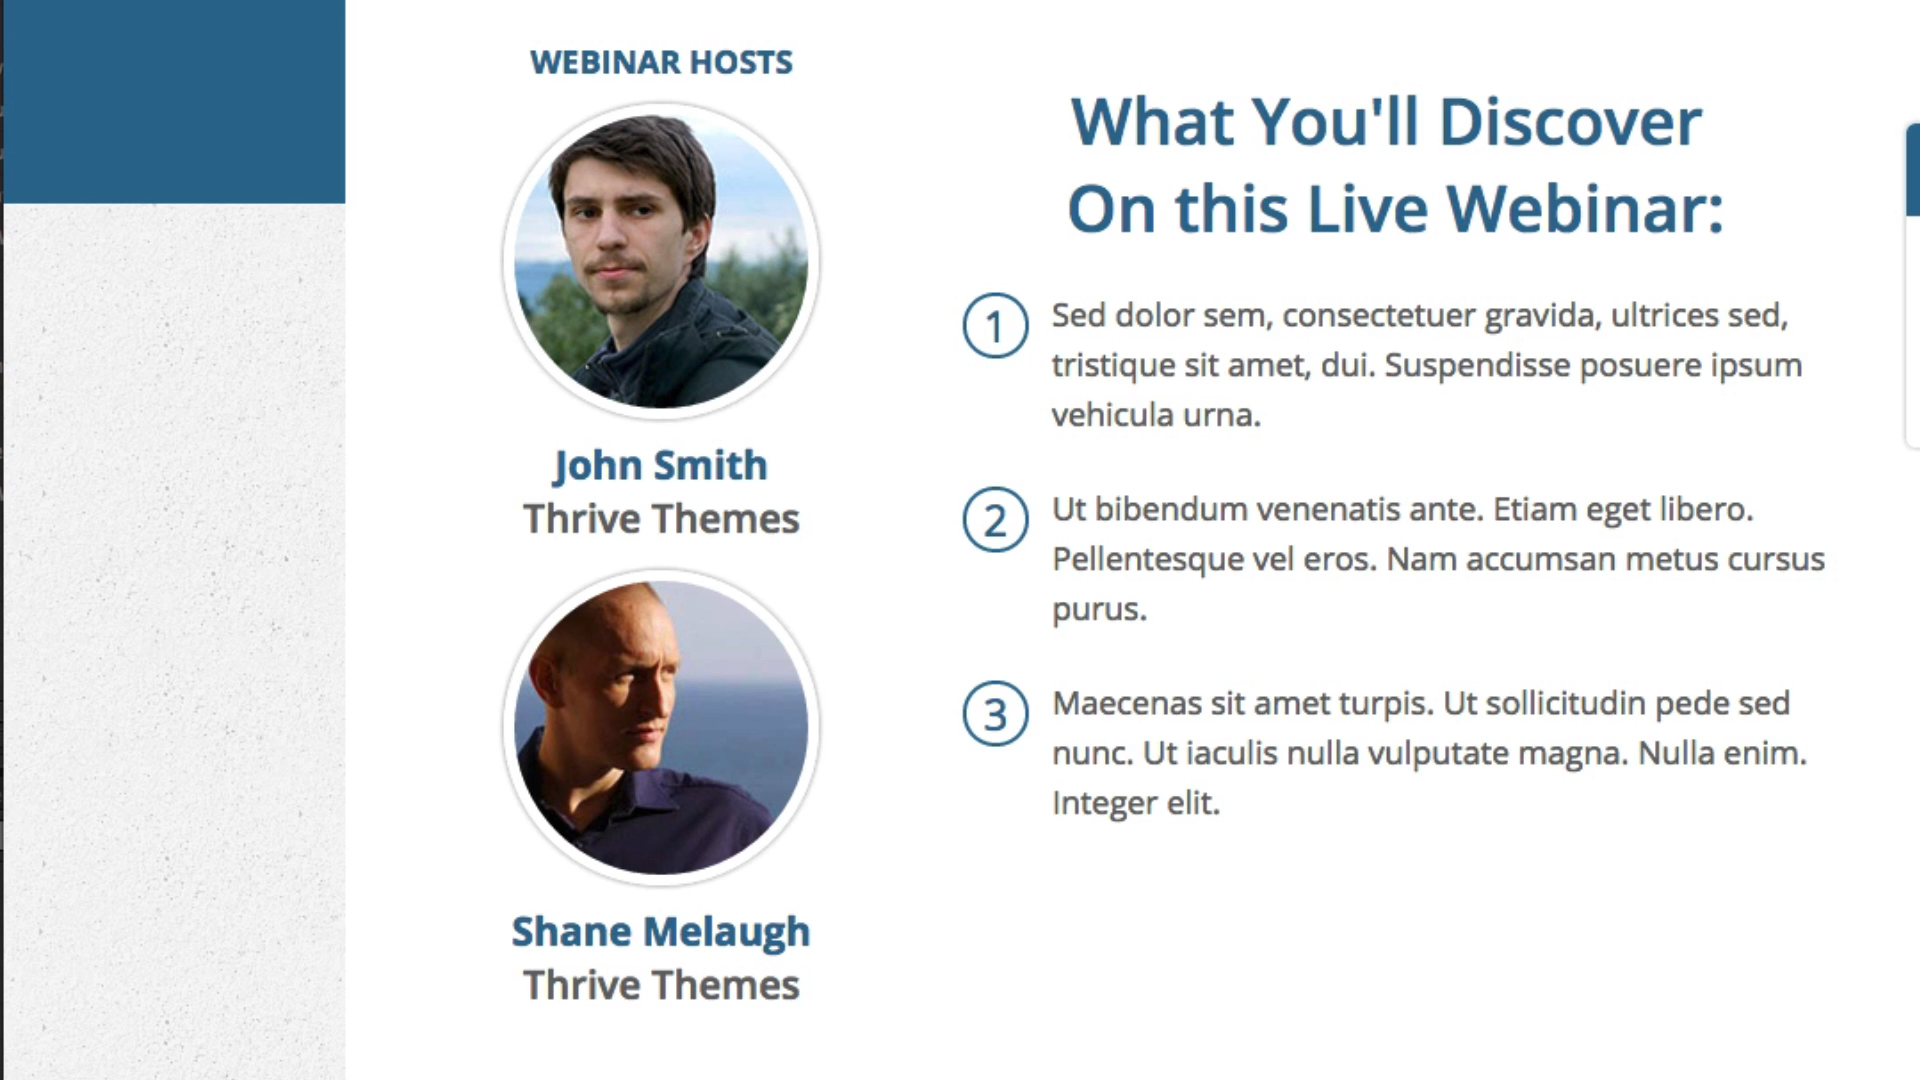 WEBINAR HOSTS
John Smith
Thrive Themes
Shane Melaugh
Thrive Themes
What You'll Discover
On this Live Webinar:
1
Sed dolor sem, consectetuer gravida, ultrices sed,
tristique sit amet, dui. Suspendisse posuere ipsum
vehicula urna.
2
Ut bibendum venenatis ante. Etiam eget libero.
Pellentesque vel eros. Nam accumsan metus cursus
purus.
3
Maecenas sit amet turpis. Ut sollicitudin pede sed
nunc. Ut iaculis nulla vulputate magna. Nulla enim.
Integer elit.